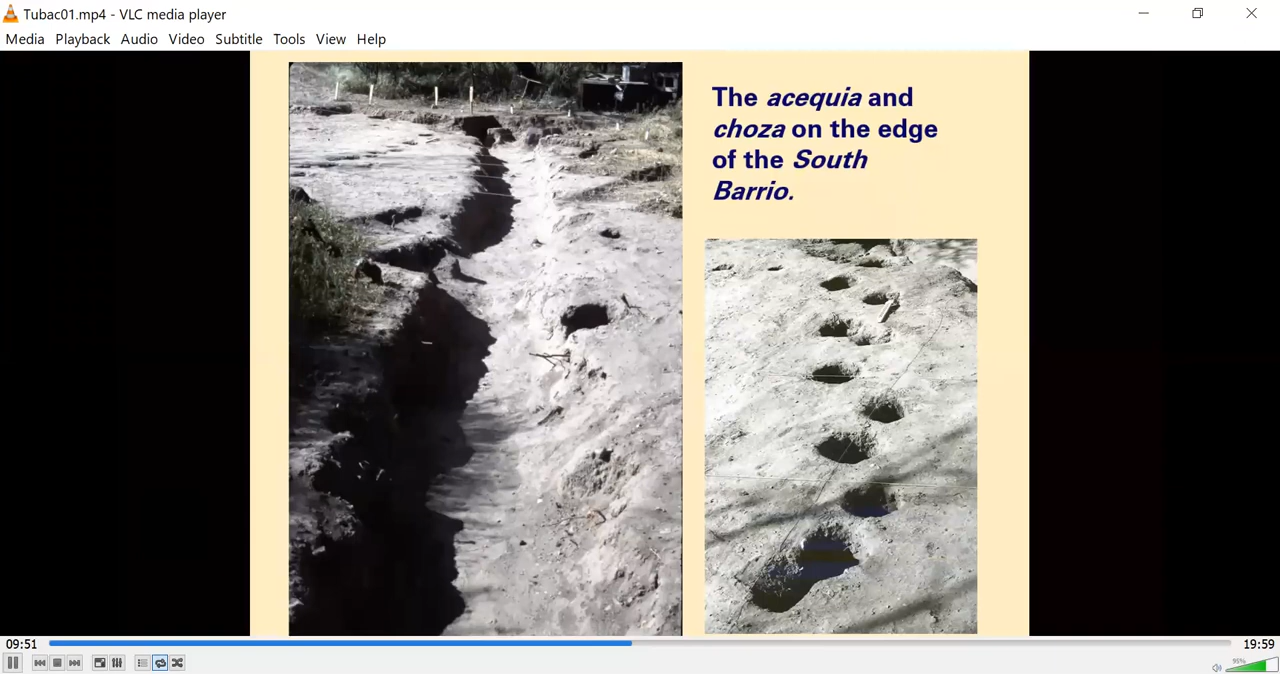 Tubac01.mp4 - VLC media player
Media Playback Audio Video Subtitle Tools View Help
The acequia and
choza on the edge
of the South
Barrio.
09:51
19:59
95%